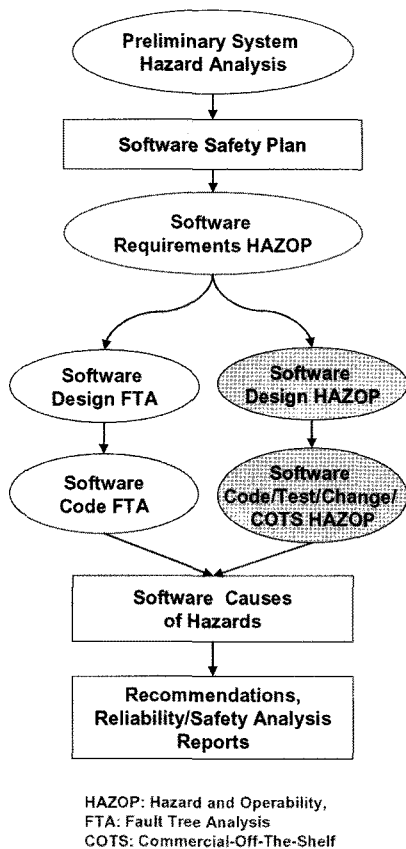 Preliminary System
Hazard Analysis
Software Safety Plan
Software
Requirements HAZOP
Software
Design FTA
Software
Design HAZOP
Software
Code FTA
Software
Code/Test/Change/
COTS HAZOP
Software Causes
of Hazards
Recommendations,
Reliability/Safety Analysis
Reports
HAZOP: Hazard and Operability,
FTA: Fault Tree Analysis
COTS: Commercial-Off-The-Shelf